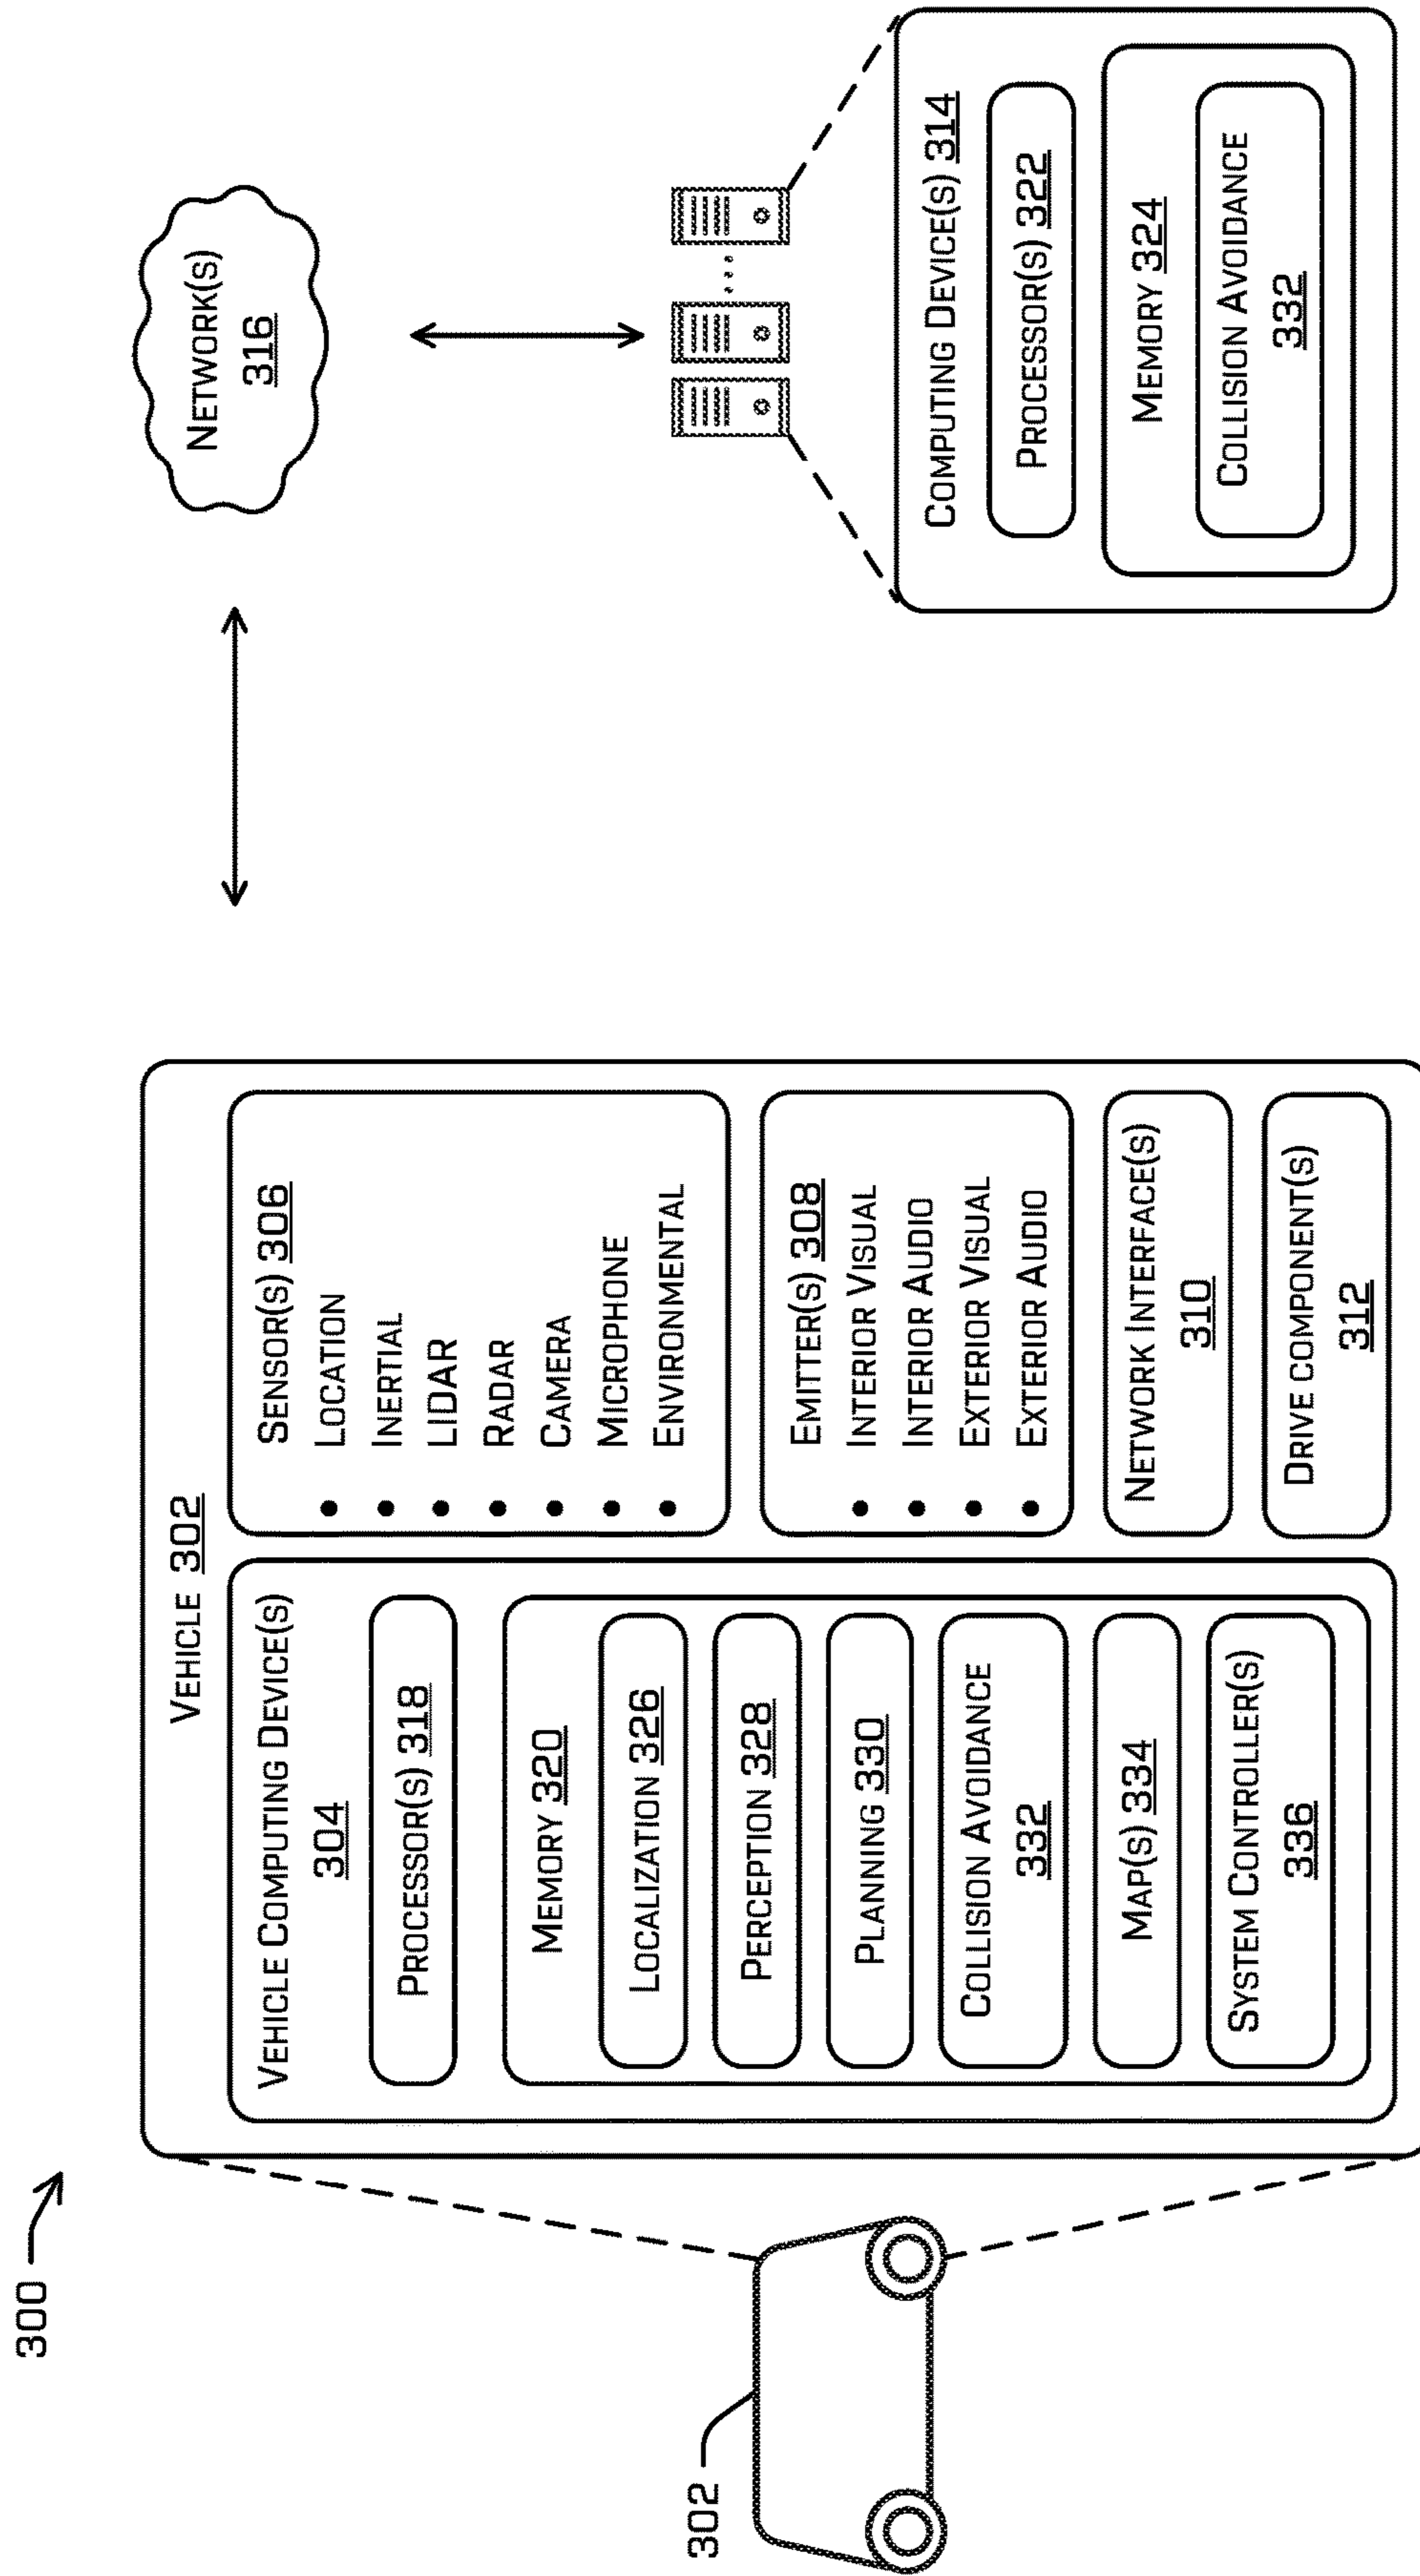 300
302
VEHICLE 302
VEHICLE COMPUTING DEVICE(S)
304
PROCESSOR(S) 318
MEMORY 320
LOCALIZATION 326
PERCEPTION 328
PLANNING 330
COLLISION AVOIDANCE
332
MAP(S) 334
SYSTEM CONTROLLER(S)
336
SENSOR(S) 306
• LOCATION
• INERTIAL
• LIDAR
• RADAR
• CAMERA
• MICROPHONE
• ENVIRONMENTAL
EMITTER(S) 308
• INTERIOR VISUAL
• INTERIOR AUDIO
• EXTERIOR VISUAL
• EXTERIOR AUDIO
NETWORK INTERFACE(S)
310
DRIVE COMPONENT(S)
312
NETWORK(S)
316
COMPUTING DEVICE(S) 314
PROCESSOR(S) 322
MEMORY 324
COLLISION AVOIDANCE
332